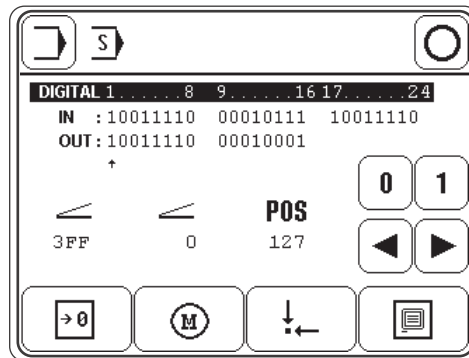 S
DIGITAL 1......8 9......16 17......24
IN : 10011110 00010111 10011110
OUT : 10011110 00010001
0 1
POS
3FF 0 127
→0 M